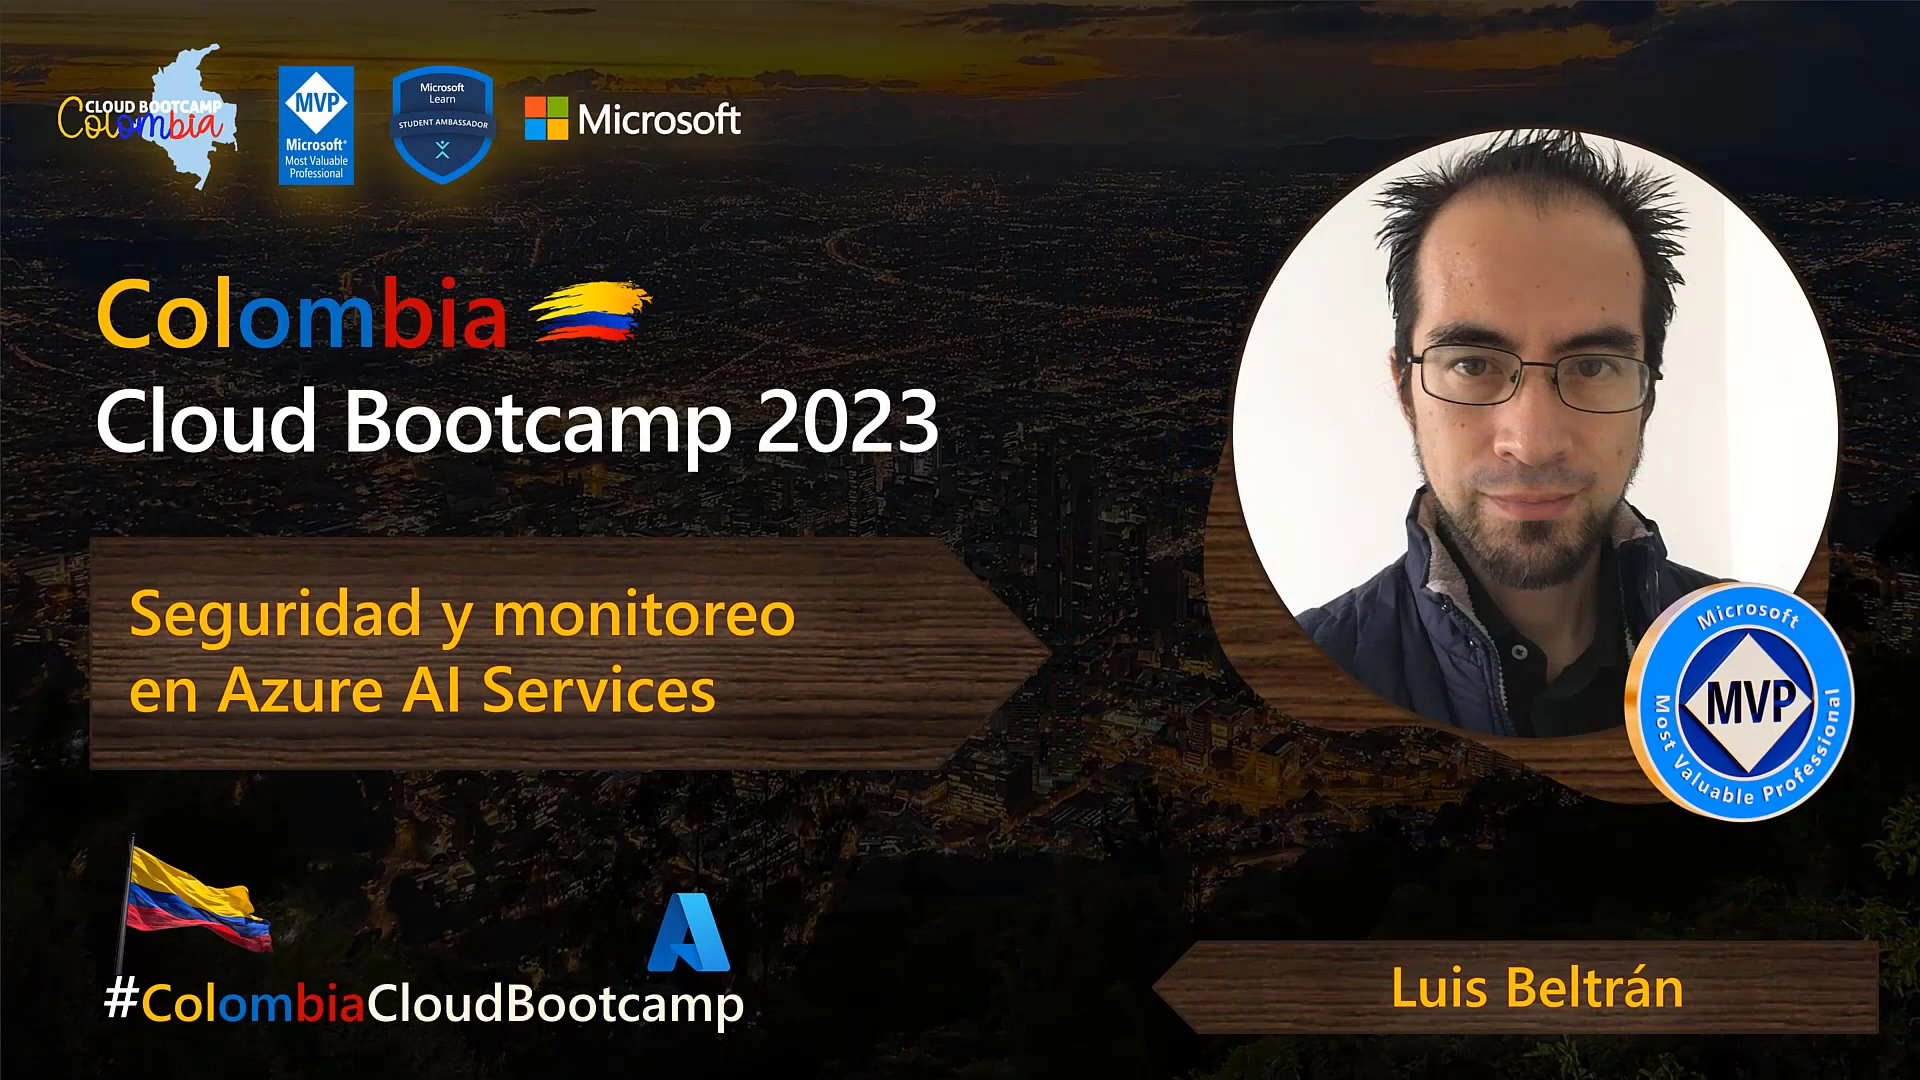 CLOUD BOOTCAMP
Colombia
MVP
Microsoft®
Most Valuable
Professional
Microsoft
Learn
STUDENT AMBASSADOR
Microsoft
Colombia
Cloud Bootcamp 2023
Seguridad y monitoreo
en Azure AI Services
Microsoft
MVP
Most Valuable Professional
#ColombiaCloudBootcamp
Luis Beltrán